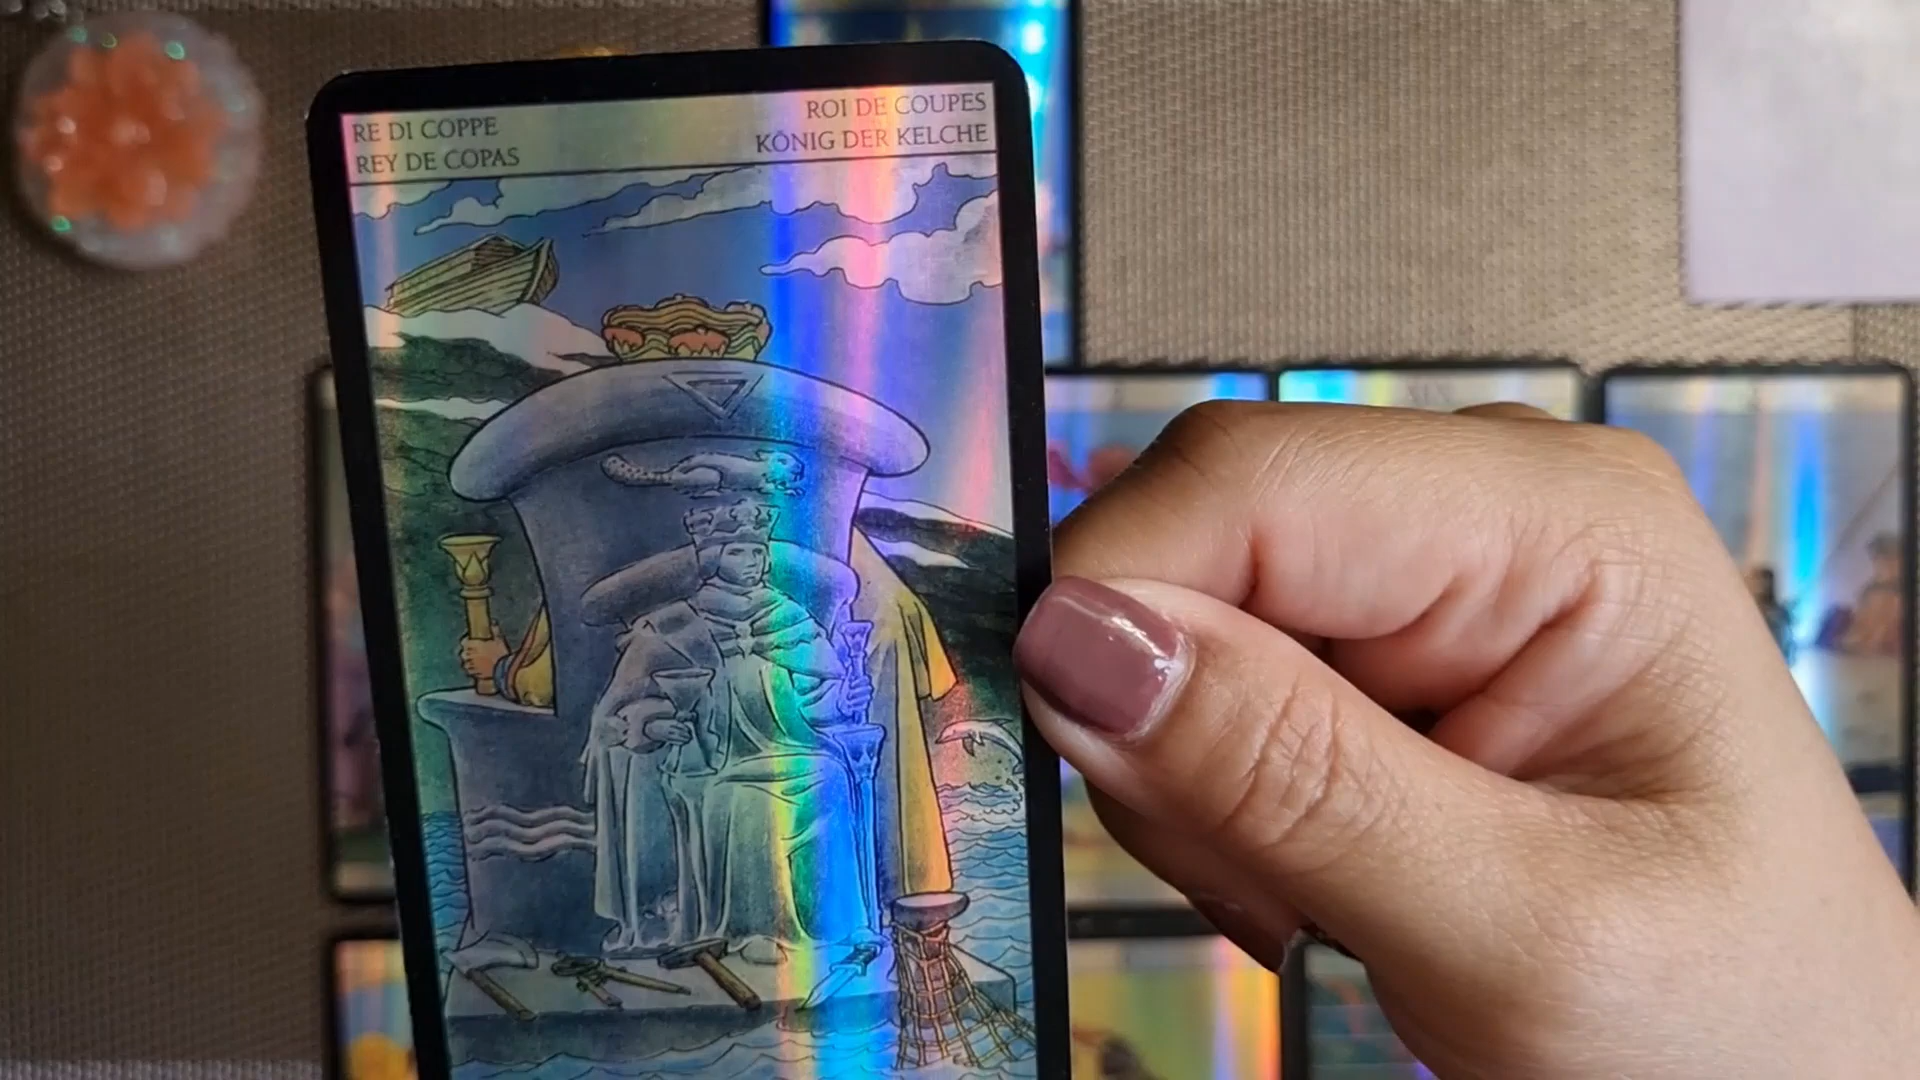 RE DI COPPE
REY DE COPAS
ROI DE COUPES
KÖNIG DER KELCHE